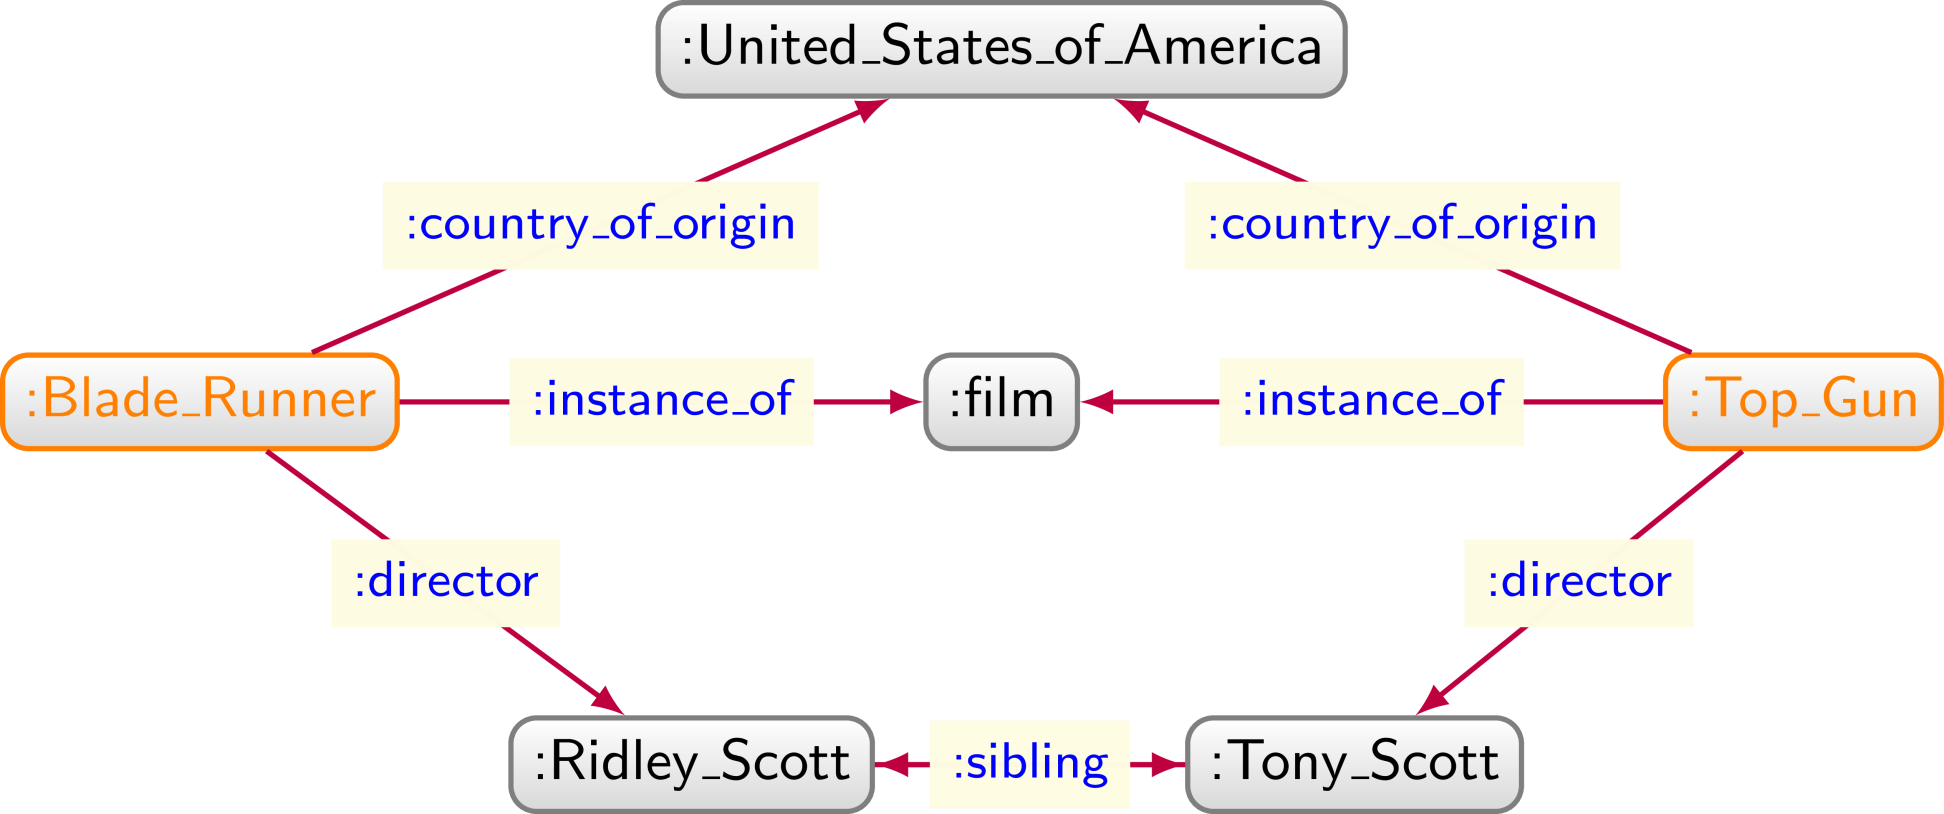 :United_States_of_America
:country_of_origin
:country_of_origin
:Blade_Runner
:instance_of
:film
:instance_of
:Top_Gun
:director
:director
:Ridley_Scott
:sibling
:Tony_Scott